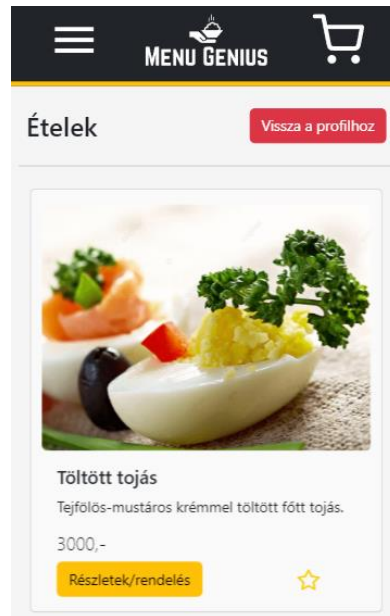 MENU GENIUS
Ételek
Vissza a profilhoz
Töltött tojás
Tejfölös-mustáros krémmel töltött főtt tojás.
3000,-
Részletek/rendelés